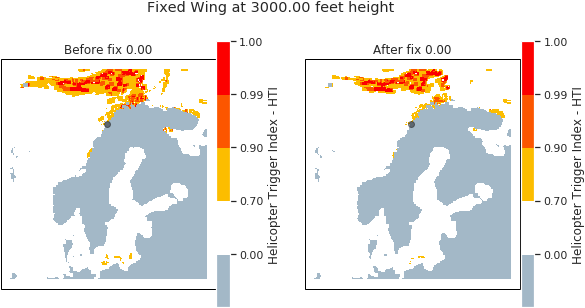 Fixed Wing at 3000.00 feet height
Before fix 0.00
1.00
0.99
0.90
0.70
0.00
Helicopter Trigger Index - HTI
After fix 0.00
1.00
0.99
0.90
0.70
0.00
Helicopter Trigger Index - HTI